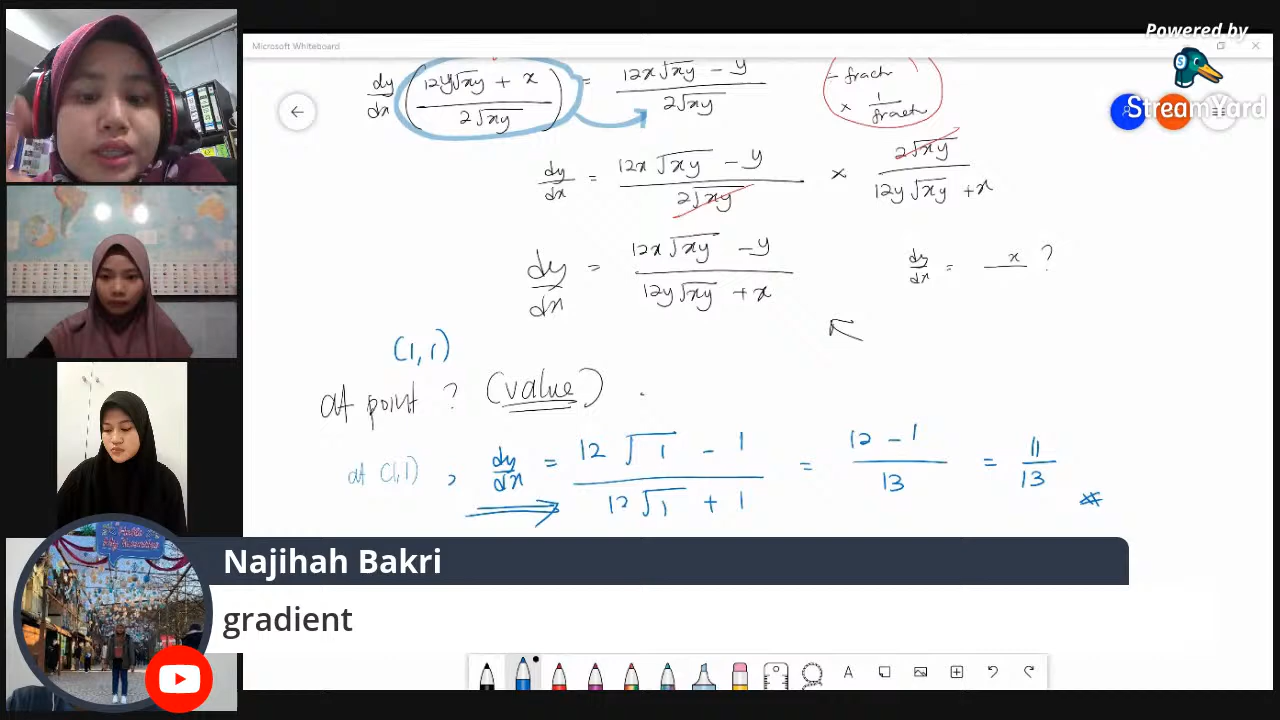 Powered by
StreamYard
Microsoft Whiteboard
dy/dx ( (12y√xy + x) / (2√xy) ) = (12x√xy − y) / (2√xy)
÷ fractn
× 1/fractn
dy/dx = (12x√xy − y) / (2√xy) × (2√xy) / (12y√xy + x)
dy/dx = (12x√xy − y) / (12y√xy + x)
dy/dx = x ?
(1,1)
at point ? (value)
at (1,1) , dy/dx = (12√1 − 1) / (12√1 + 1) = (12 − 1) / 13 = 11/13
Najihah Bakri
gradient